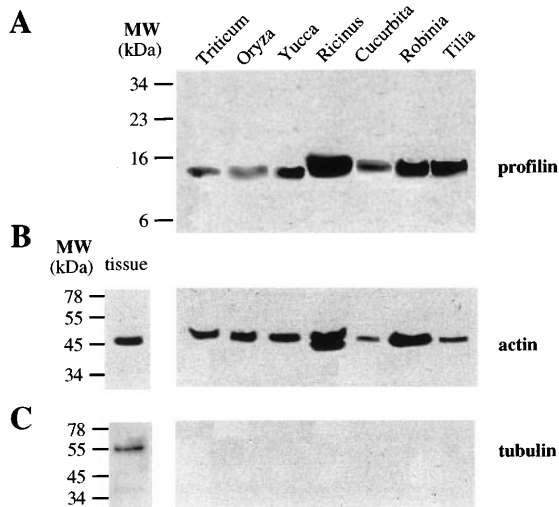 A
MW
(kDa)
Triticum
Oryza
Yucca
Ricinus
Cucurbita
Robinia
Tilia
34
23
16
6
profilin
B
MW
(kDa)
tissue
78
55
45
34
actin
C
78
55
45
34
tubulin